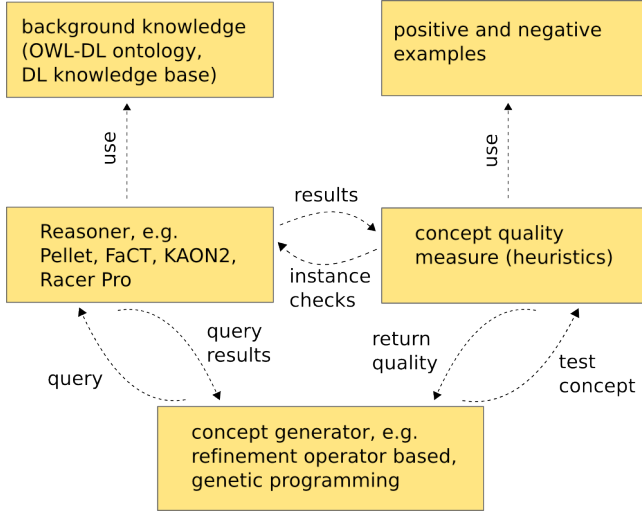 background knowledge
(OWL-DL ontology,
DL knowledge base)
positive and negative
examples
use
use
Reasoner, e.g.
Pellet, FaCT, KAON2,
Racer Pro
results
instance
checks
concept quality
measure (heuristics)
query
query
results
return
quality
test
concept
concept generator, e.g.
refinement operator based,
genetic programming